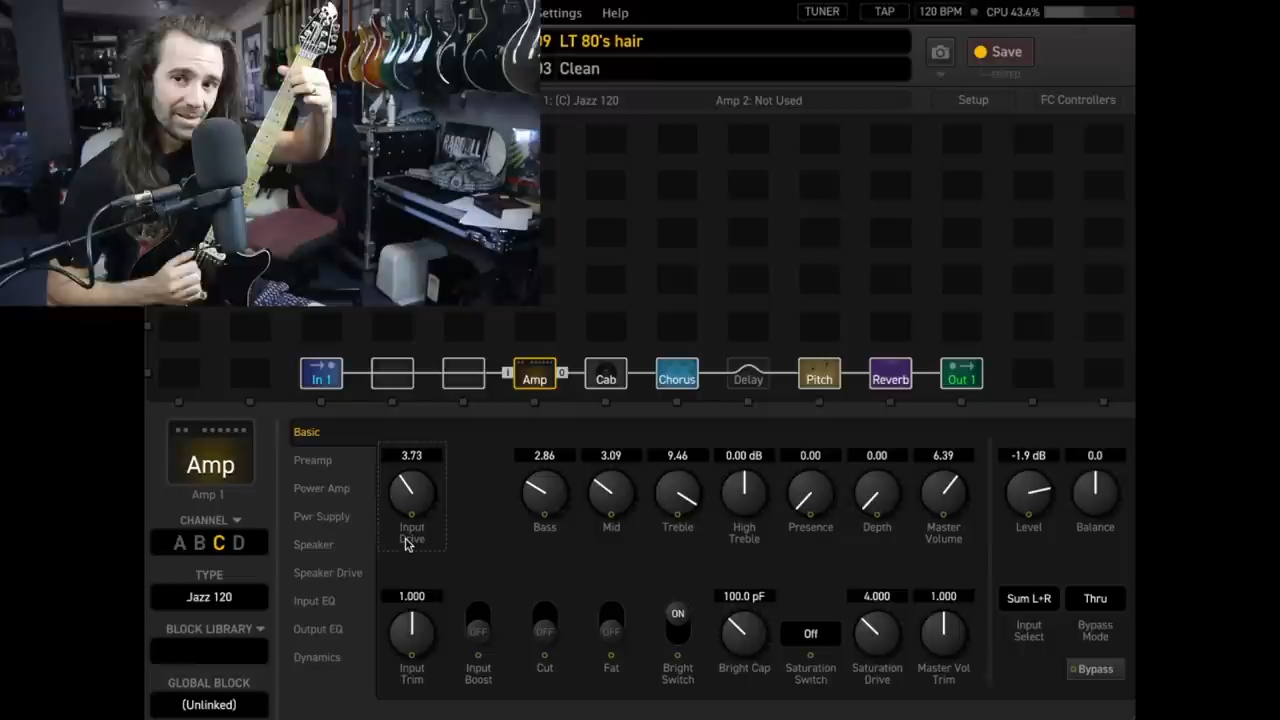 Settings Help TUNER TAP 120 BPM CPU 43.4%
09 LT 80's hair
Save
03 Clean
EDITED
1: (C) Jazz 120 Amp 2: Not Used Setup FC Controllers
In 1 Amp Cab Chorus Delay Pitch Reverb Out 1
I O
Amp
Amp 1
CHANNEL
A B C D
TYPE
Jazz 120
BLOCK LIBRARY
GLOBAL BLOCK
(Unlinked)
Basic
Preamp
Power Amp
Pwr Supply
Speaker
Speaker Drive
Input EQ
Output EQ
Dynamics
3.73 2.86 3.09 9.46 0.00 dB 0.00 0.00 6.39 -1.9 dB 0.0
Input Drive Bass Mid Treble High Treble Presence Depth Master Volume Level Balance
1.000 ON 100.0 pF 4.000 1.000 Sum L+R Thru
OFF OFF OFF Off
Input Trim Input Boost Cut Fat Bright Switch Bright Cap Saturation Switch Saturation Drive Master Vol Trim Input Select Bypass Mode
Bypass